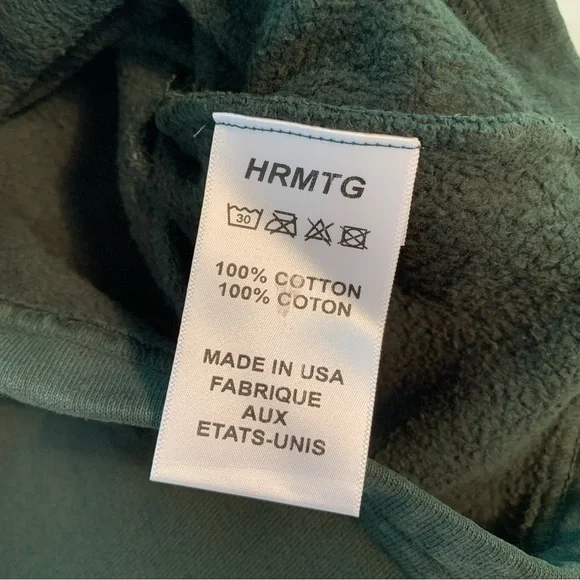 HRMTG
30
100% COTTON
100% COTON
MADE IN USA
FABRIQUE
AUX
ETATS-UNIS